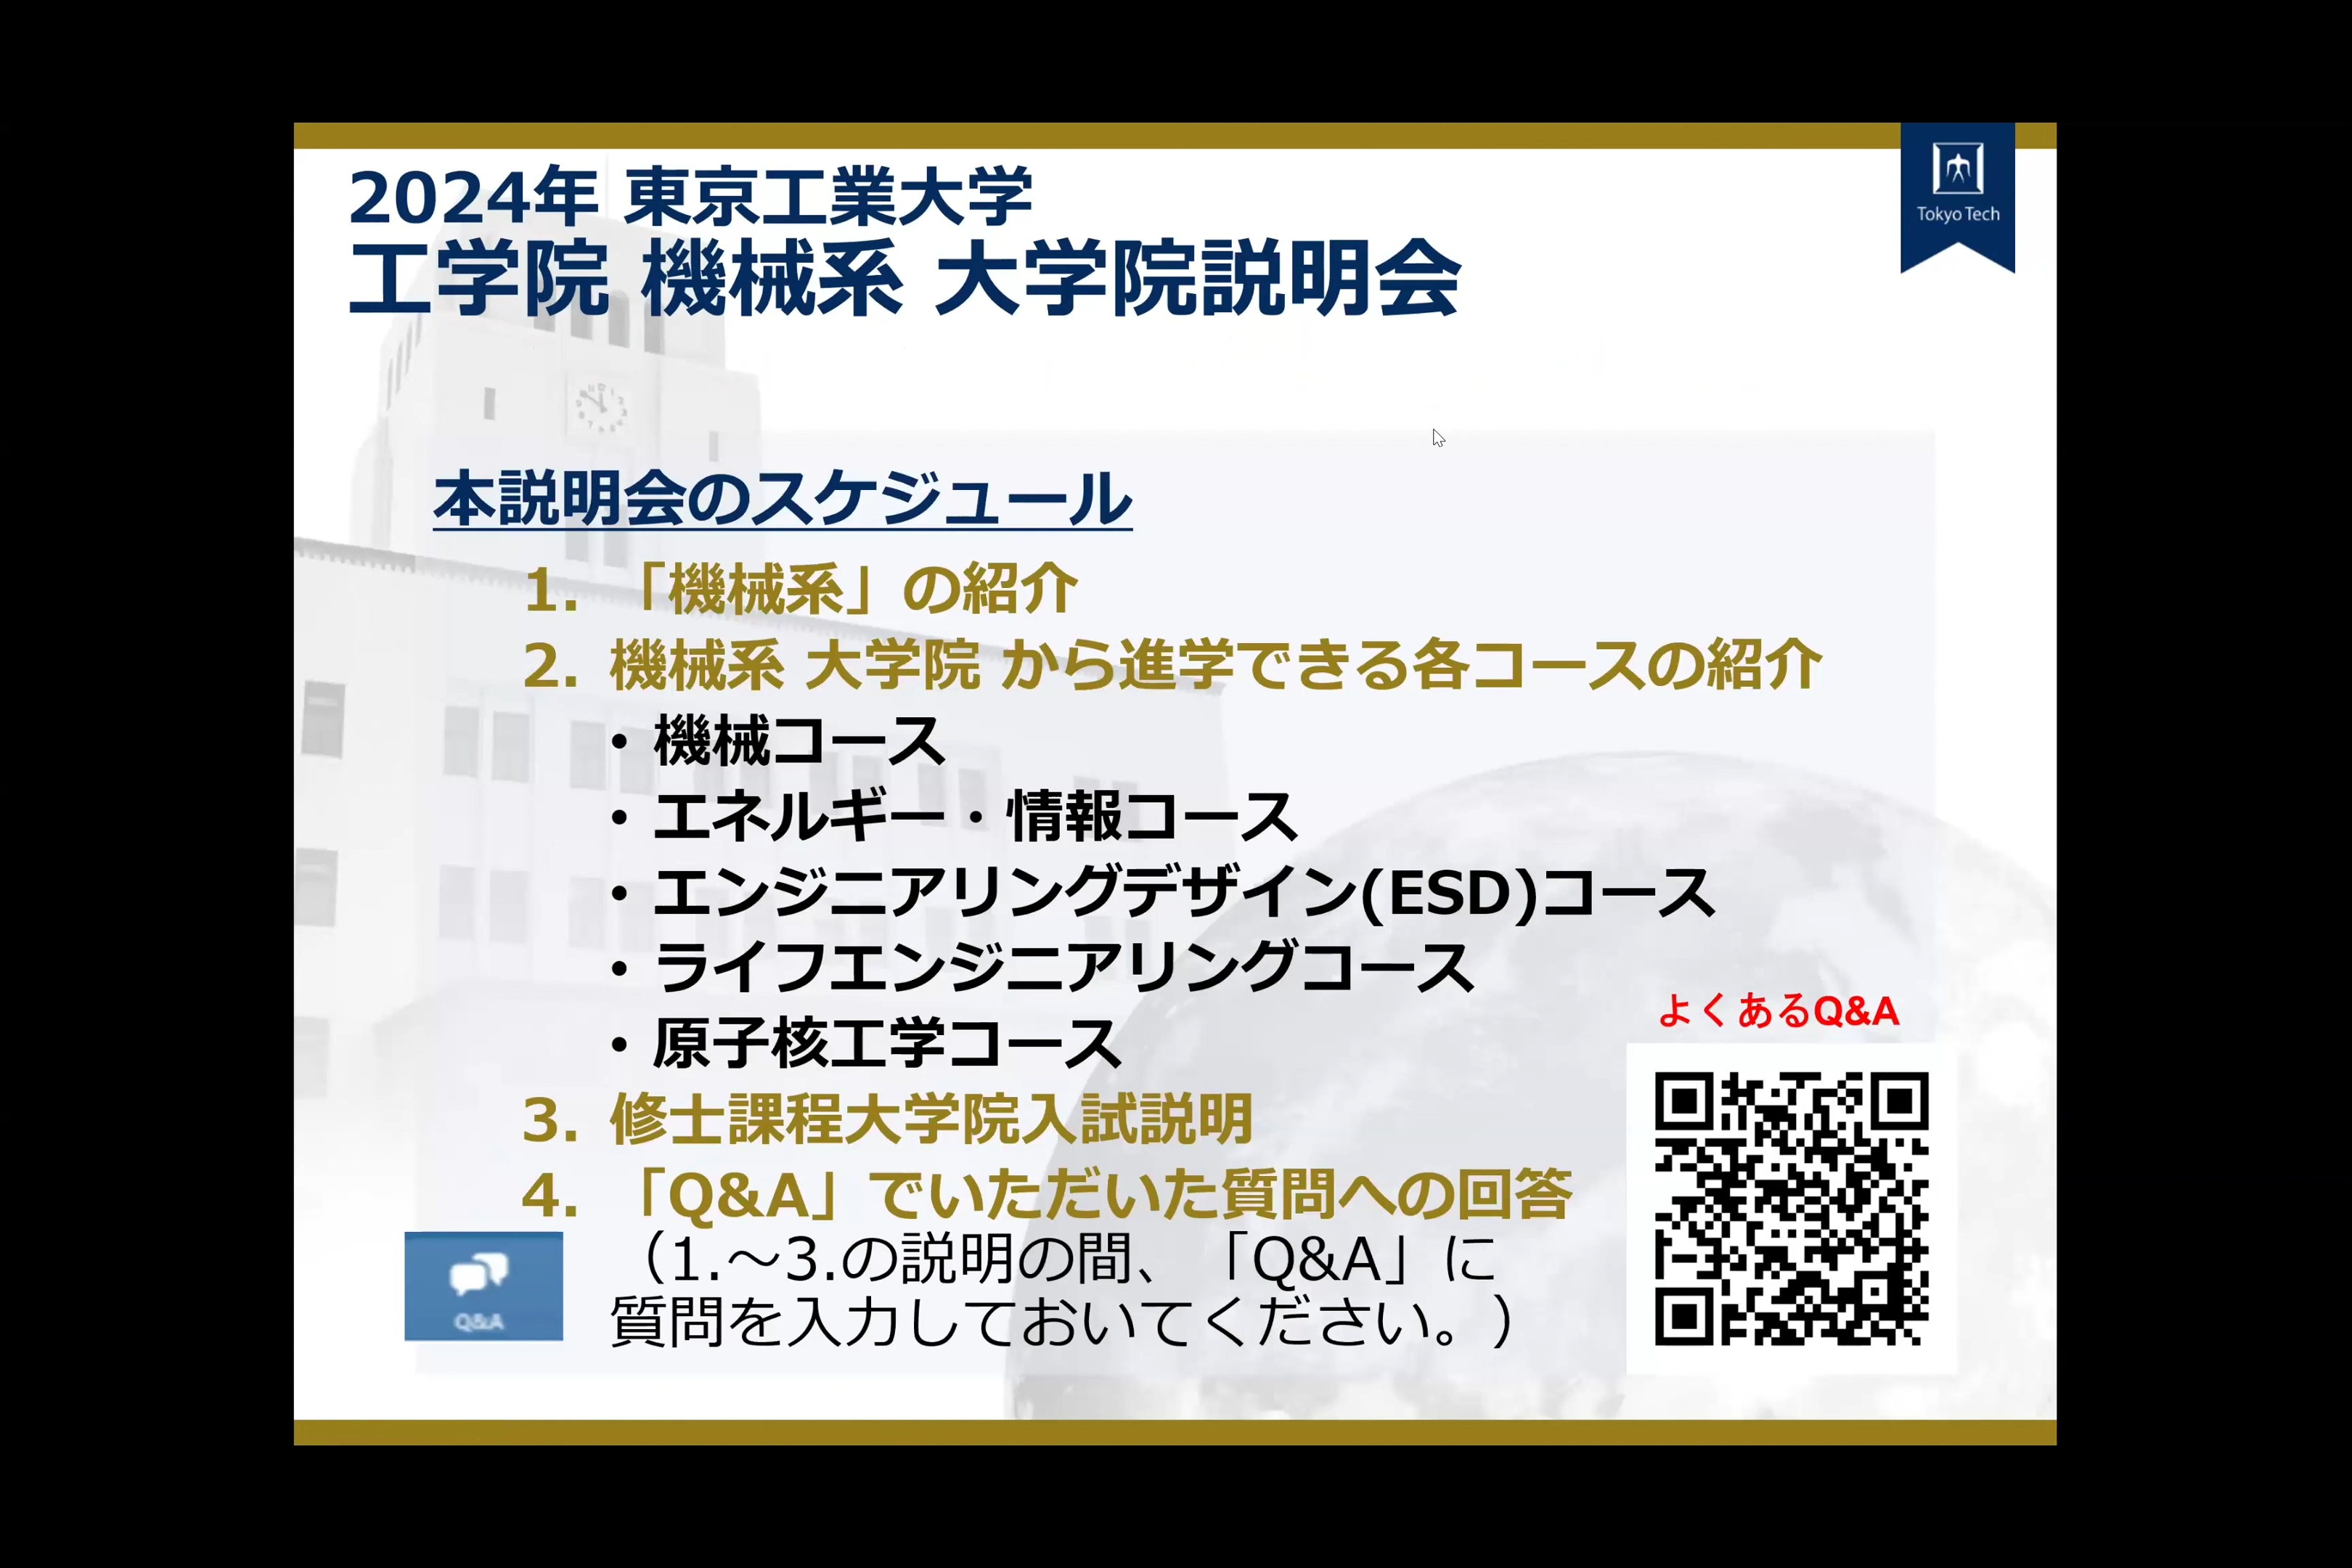 2024年 東京工業大学
工学院 機械系 大学院説明会
Tokyo Tech
本説明会のスケジュール
1. 「機械系」の紹介
2. 機械系 大学院 から進学できる各コースの紹介
• 機械コース
• エネルギー・情報コース
• エンジニアリングデザイン(ESD)コース
• ライフエンジニアリングコース
• 原子核工学コース
3. 修士課程大学院入試説明
4. 「Q&A」でいただいた質問への回答
（1.～3.の説明の間、「Q&A」に
質問を入力しておいてください。）
Q&A
よくあるQ&A